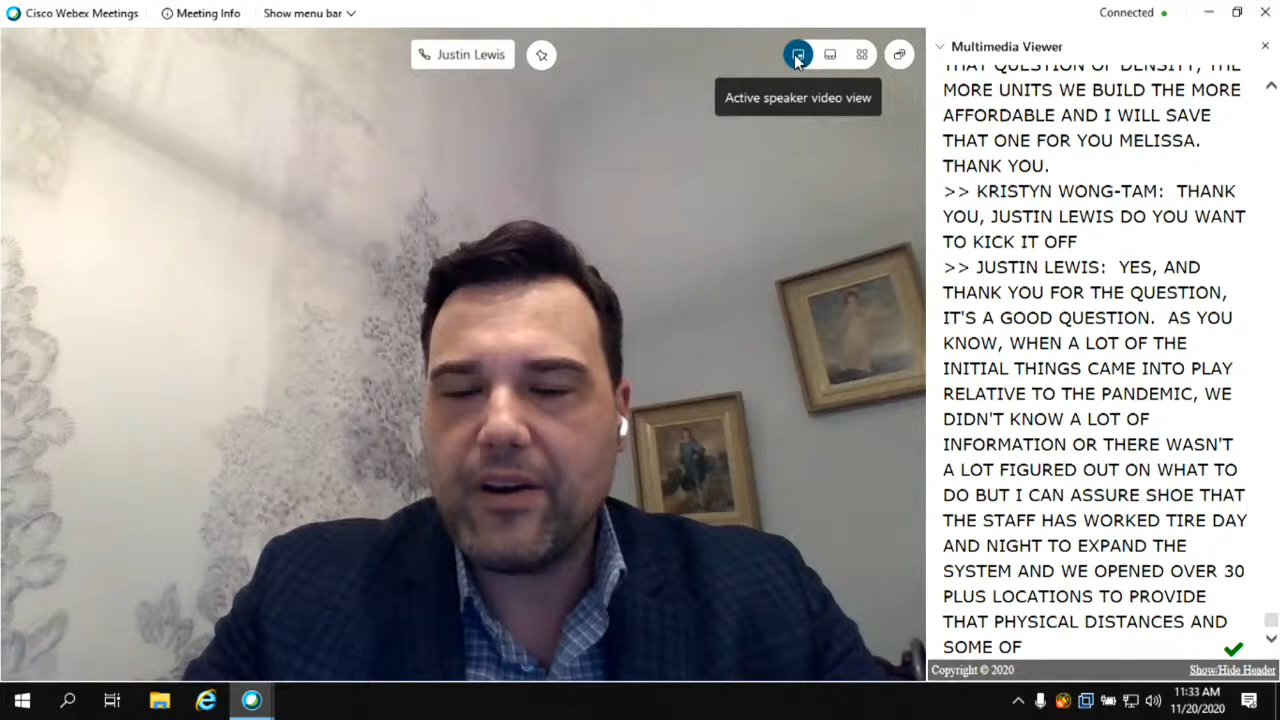 Cisco Webex Meetings
Meeting Info
Show menu bar
Connected
Justin Lewis
Active speaker video view
Multimedia Viewer
THAT QUESTION OF DENSITY, THE
MORE UNITS WE BUILD THE MORE
AFFORDABLE AND I WILL SAVE
THAT ONE FOR YOU MELISSA.
THANK YOU.
>> KRISTYN WONG-TAM:  THANK
YOU, JUSTIN LEWIS DO YOU WANT
TO KICK IT OFF
>> JUSTIN LEWIS:  YES, AND
THANK YOU FOR THE QUESTION,
IT'S A GOOD QUESTION.  AS YOU
KNOW, WHEN A LOT OF THE
INITIAL THINGS CAME INTO PLAY
RELATIVE TO THE PANDEMIC, WE
DIDN'T KNOW A LOT OF
INFORMATION OR THERE WASN'T
A LOT FIGURED OUT ON WHAT TO
DO BUT I CAN ASSURE SHOE THAT
THE STAFF HAS WORKED TIRE DAY
AND NIGHT TO EXPAND THE
SYSTEM AND WE OPENED OVER 30
PLUS LOCATIONS TO PROVIDE
THAT PHYSICAL DISTANCES AND
SOME OF
Copyright © 2020
Show/Hide Header
11:33 AM
11/20/2020